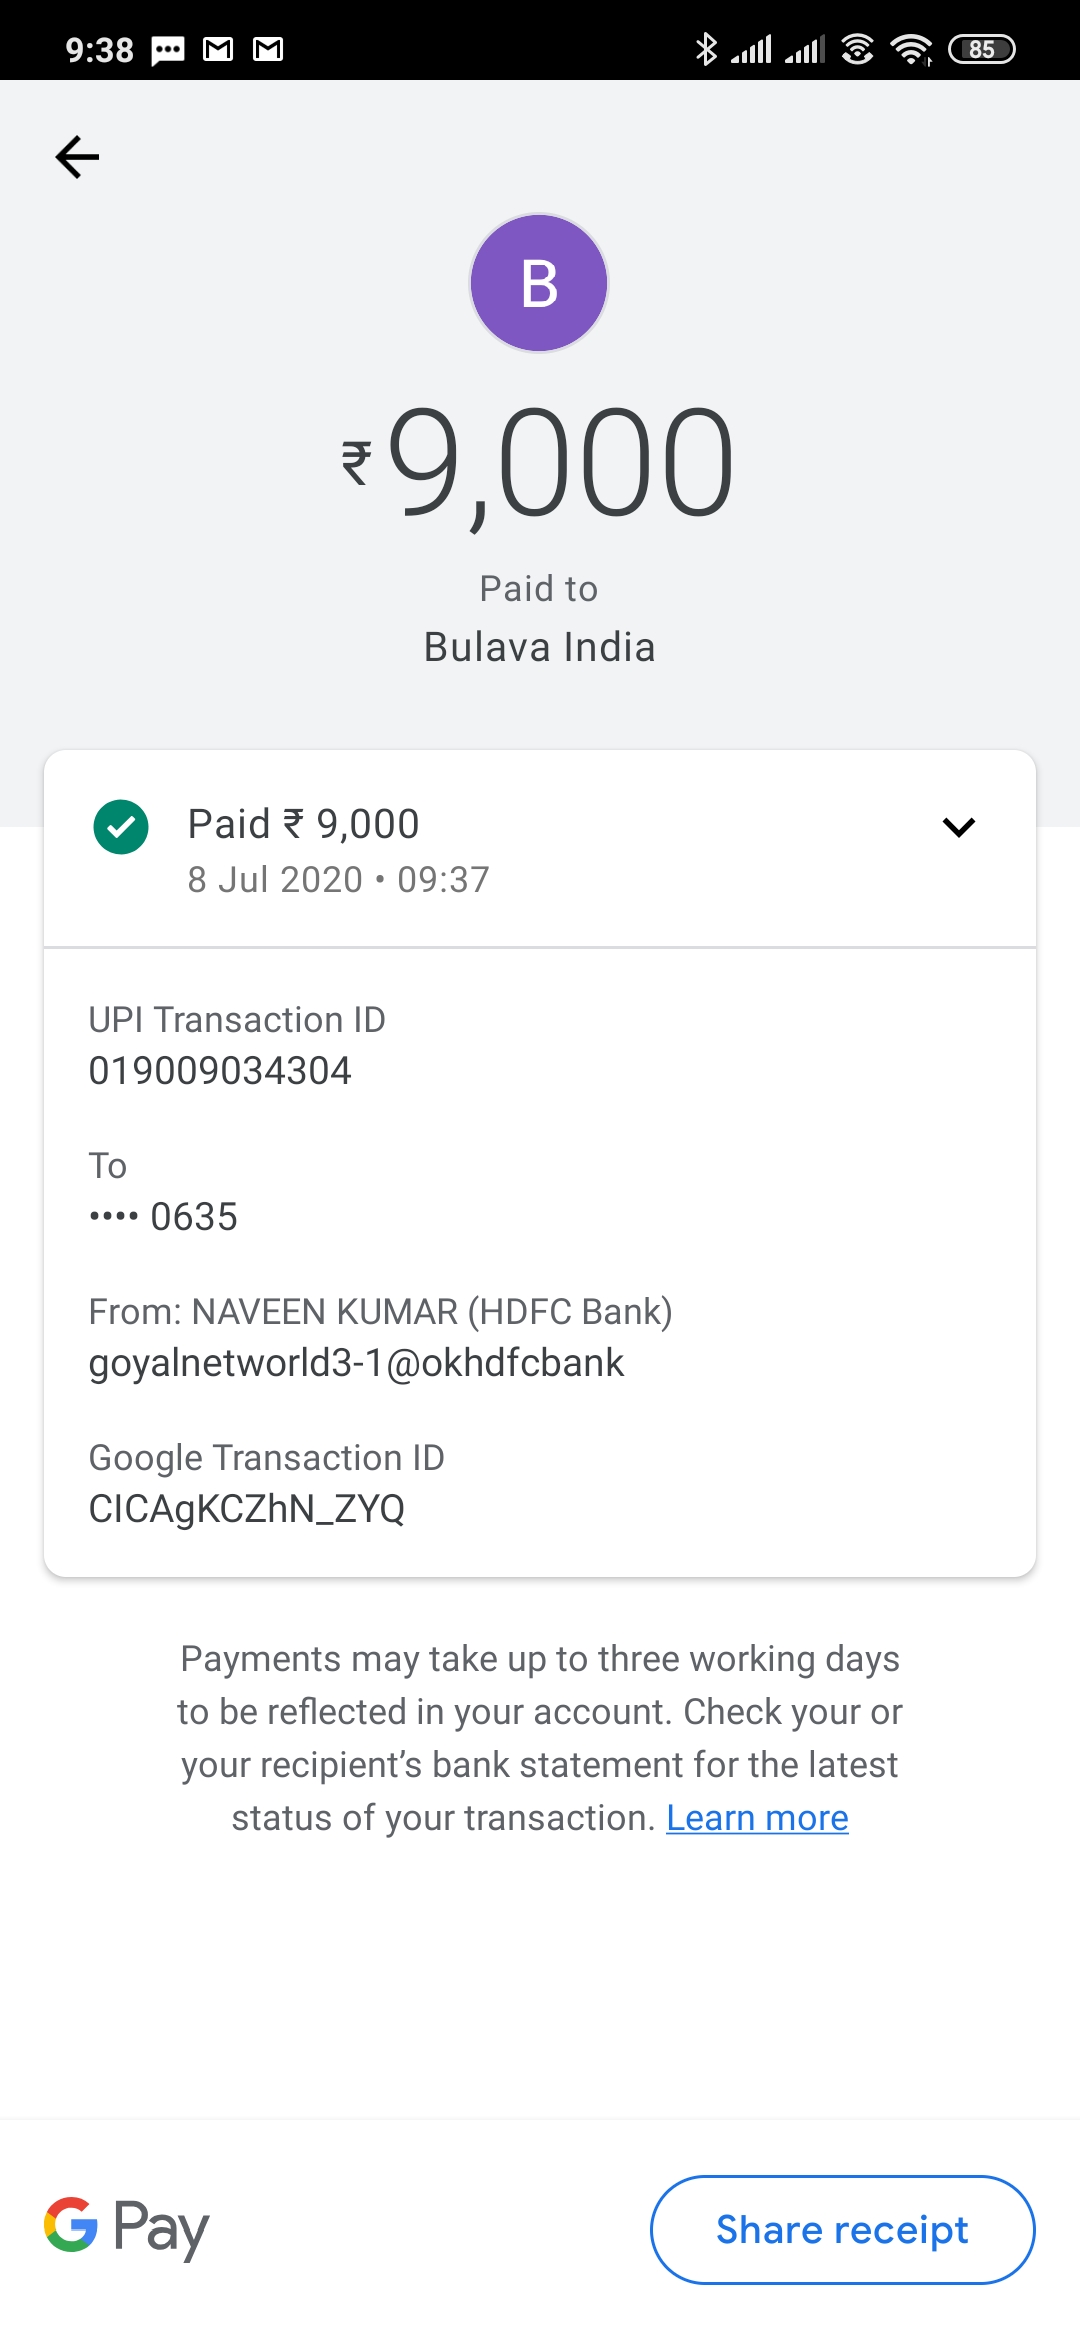 9:38
85
B
₹9,000
Paid to
Bulava India
Paid ₹ 9,000
8 Jul 2020 • 09:37
UPI Transaction ID
019009034304
To
•••• 0635
From: NAVEEN KUMAR (HDFC Bank)
goyalnetworld3-1@okhdfcbank
Google Transaction ID
CICAgKCZhN_ZYQ
Payments may take up to three working days
to be reflected in your account. Check your or
your recipient’s bank statement for the latest
status of your transaction. Learn more
G Pay
Share receipt